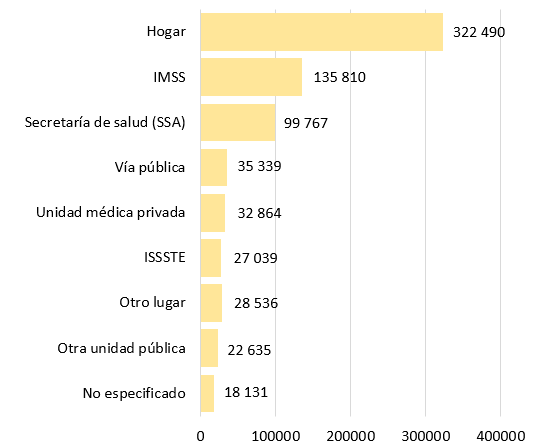 Hogar 322 490
IMSS 135 810
Secretaría de salud (SSA) 99 767
Vía pública 35 339
Unidad médica privada 32 864
ISSSTE 27 039
Otro lugar 28 536
Otra unidad pública 22 635
No especificado 18 131
0 100000 200000 300000 400000